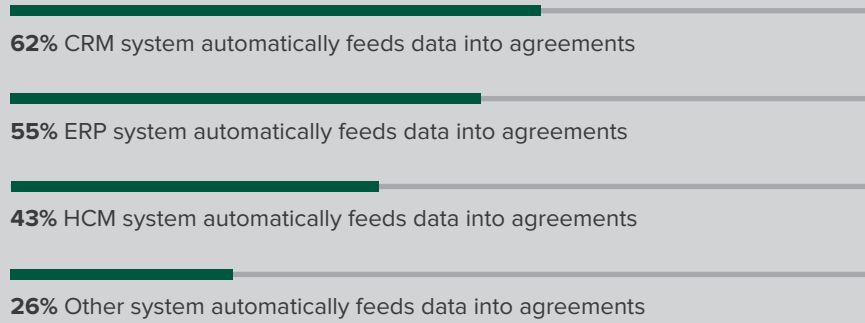 62% CRM system automatically feeds data into agreements
55% ERP system automatically feeds data into agreements
43% HCM system automatically feeds data into agreements
26% Other system automatically feeds data into agreements